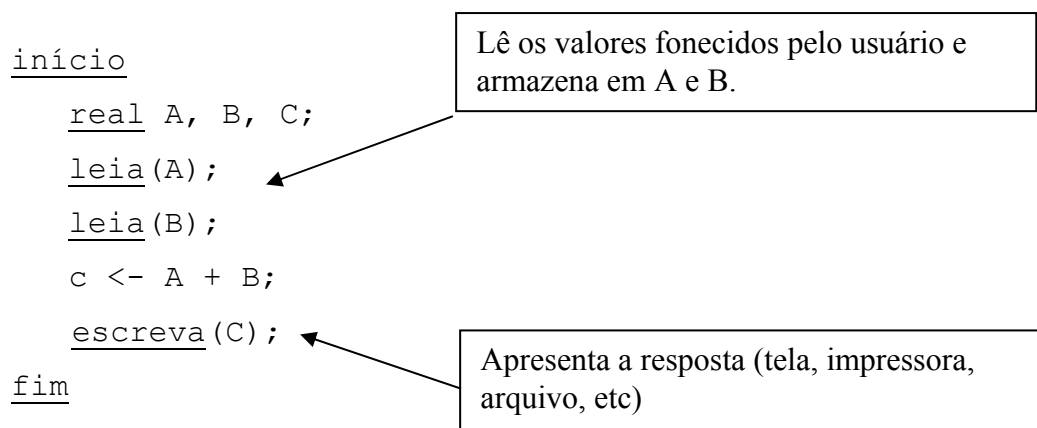 início
Lê os valores fonecidos pelo usuário e
armazena em A e B.
real A, B, C;
leia(A);
leia(B);
c <- A + B;
escreva(C);
Apresenta a resposta (tela, impressora,
arquivo, etc)
fim